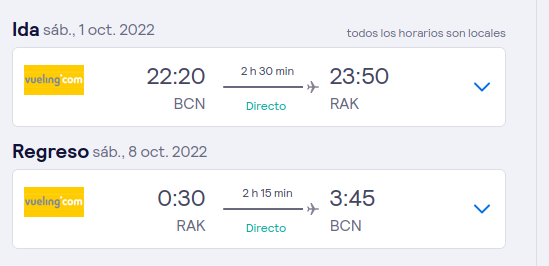 Ida sáb., 1 oct. 2022
todos los horarios son locales
vueling.com
22:20 2 h 30 min 23:50
BCN Directo RAK
Regreso sáb., 8 oct. 2022
vueling.com
0:30 2 h 15 min 3:45
RAK Directo BCN